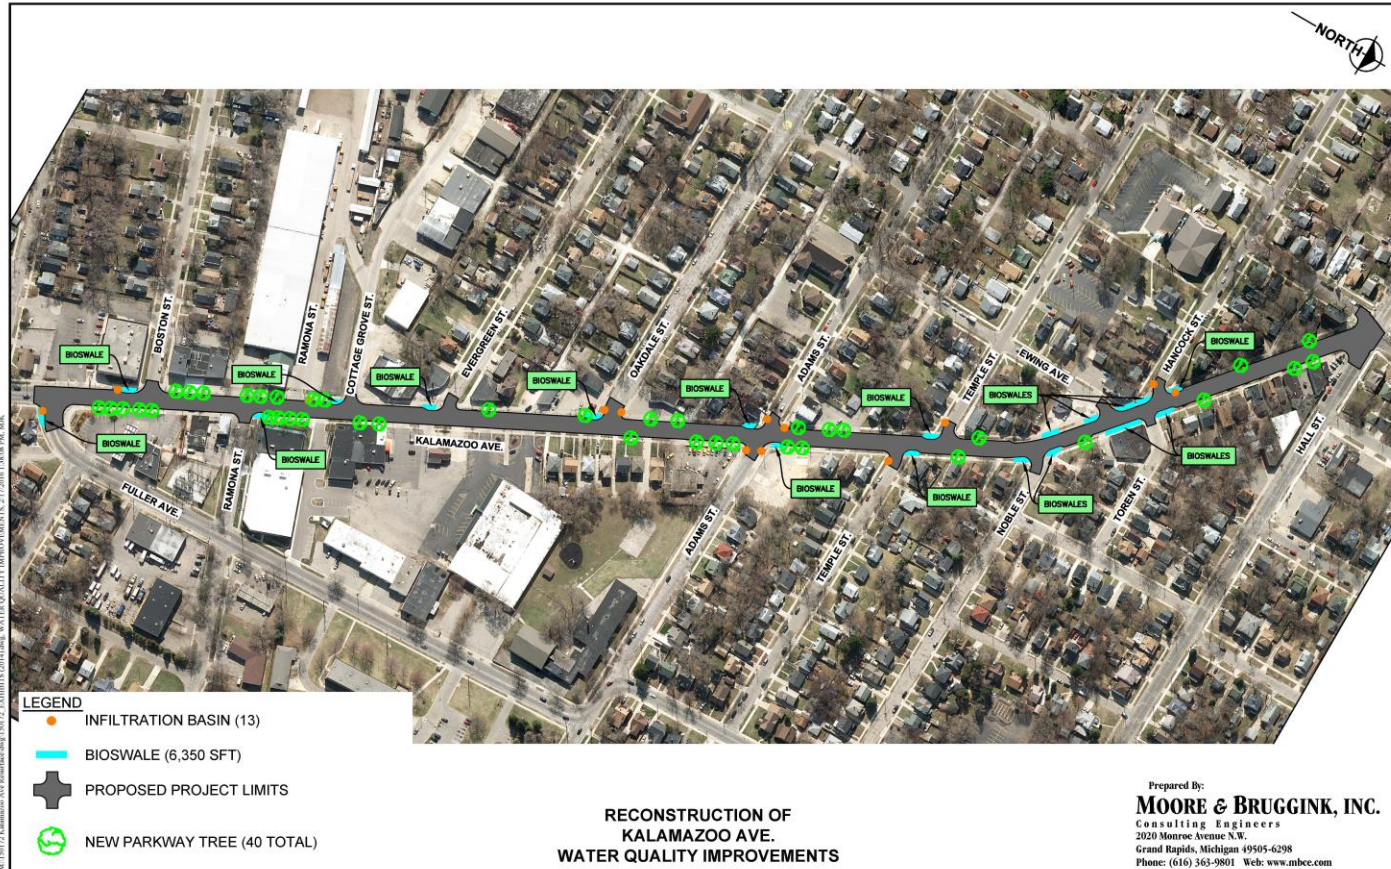 NORTH
BIOSWALE
BOSTON ST.
BIOSWALE
RAMONA ST.
COTTAGE GROVE ST.
BIOSWALE
EVERGREEN ST.
BIOSWALE
OAKDALE ST.
BIOSWALE
ADAMS ST.
BIOSWALE
TEMPLE ST.
EWING AVE.
BIOSWALES
HANCOCK ST.
BIOSWALE
BIOSWALE
FULLER AVE.
RAMONA ST.
BIOSWALE
KALAMAZOO AVE.
ADAMS ST.
BIOSWALE
TEMPLE ST.
BIOSWALE
NOBLE ST.
BIOSWALES
TOREN ST.
BIOSWALES
HALL ST.
LEGEND
INFILTRATION BASIN (13)
BIOSWALE (6,350 SFT)
PROPOSED PROJECT LIMITS
NEW PARKWAY TREE (40 TOTAL)
RECONSTRUCTION OF
KALAMAZOO AVE.
WATER QUALITY IMPROVEMENTS
Prepared By:
MOORE & BRUGGINK, INC.
Consulting Engineers
2020 Monroe Avenue N.W.
Grand Rapids, Michigan 49505-6298
Phone: (616) 363-9801 Web: www.mbce.com